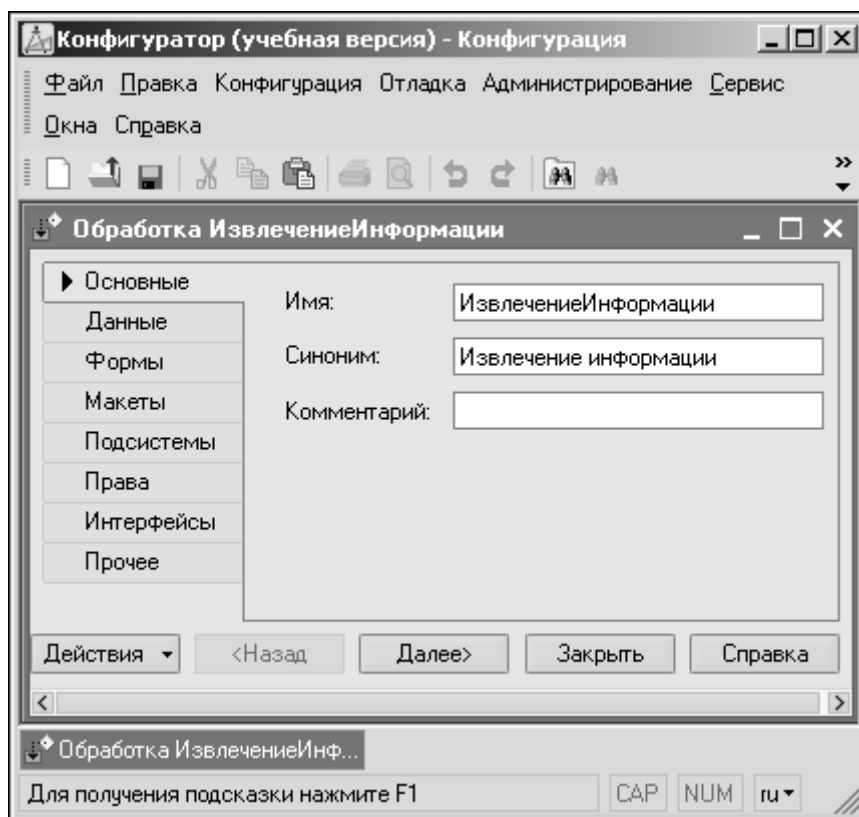 Конфигуратор (учебная версия) - Конфигурация
Файл Правка Конфигурация Отладка Администрирование Сервис
Окна Справка
Обработка ИзвлечениеИнформации
Основные
Данные
Формы
Макеты
Подсистемы
Права
Интерфейсы
Прочее
Имя: ИзвлечениеИнформации
Синоним: Извлечение информации
Комментарий:
Действия <Назад Далее> Закрыть Справка
Обработка ИзвлечениеИнф...
Для получения подсказки нажмите F1 CAP NUM ru